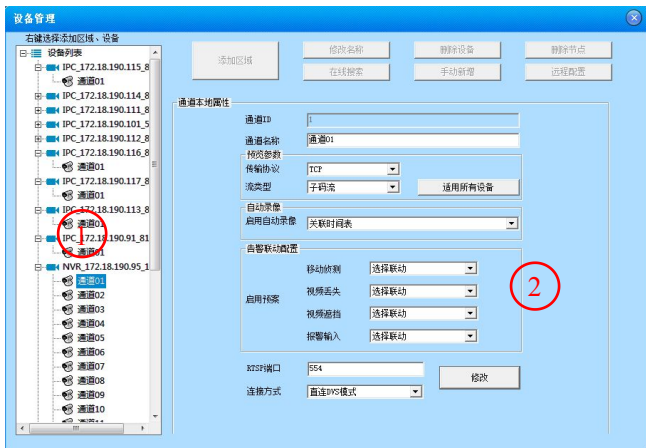 设备管理
右键选择添加区域、设备
设备列表
IPC_172.18.190.115_8
通道01
IPC_172.18.190.114_8
IPC_172.18.190.111_8
IPC_172.18.190.101_5
IPC_172.18.190.112_8
IPC_172.18.190.116_8
通道01
IPC_172.18.190.117_8
通道01
IPC_172.18.190.113_8
通道01
IPC_172.18.190.91_81
通道01
NVR_172.18.190.95_1
通道01
通道02
通道03
通道04
通道05
通道06
通道07
通道08
通道09
通道10
①
添加区域 修改名称 删除设备 删除节点
在线搜索 手动新增 远程配置
通道本地属性
通道ID 1
通道名称 通道01
预览参数
传输协议 TCP
流类型 子码流 适用所有设备
自动录像
启用自动录像 关联时间表
告警联动配置
启用预案
移动侦测 选择联动
视频丢失 选择联动
视频遮挡 选择联动
报警输入 选择联动
②
RTSP端口 554
连接方式 直连DVS模式
修改